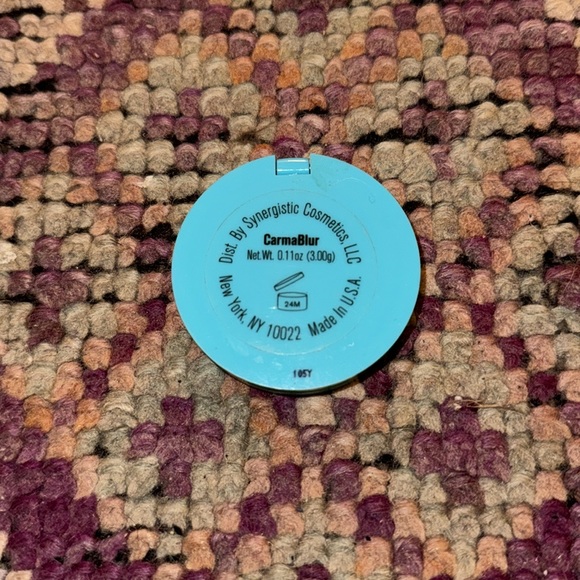 Dist. By Synergistic Cosmetics, LLC
CarmaBlur
Net.Wt. 0.11oz (3.00g)
24M
New York, NY 10022 Made In U.S.A.
105Y